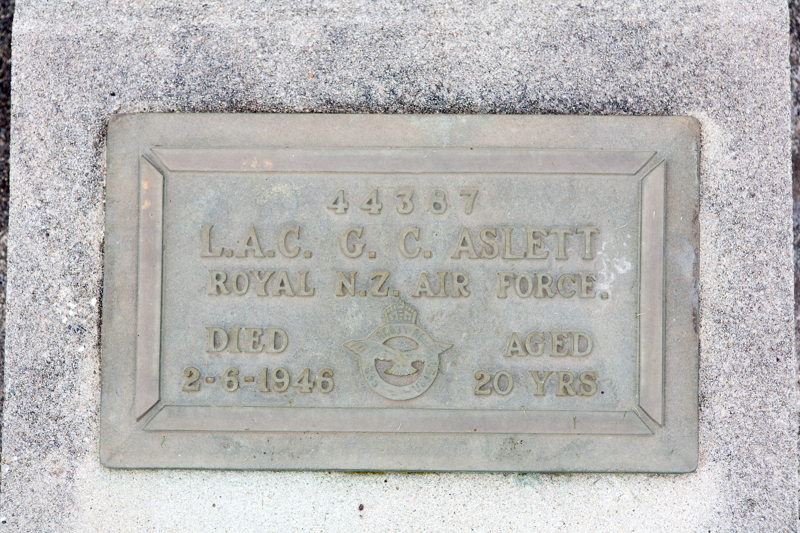 44387
L.A.C. G. C. ASLETT
ROYAL N.Z. AIR FORCE.
DIED AGED
2-6-1946 20 YRS